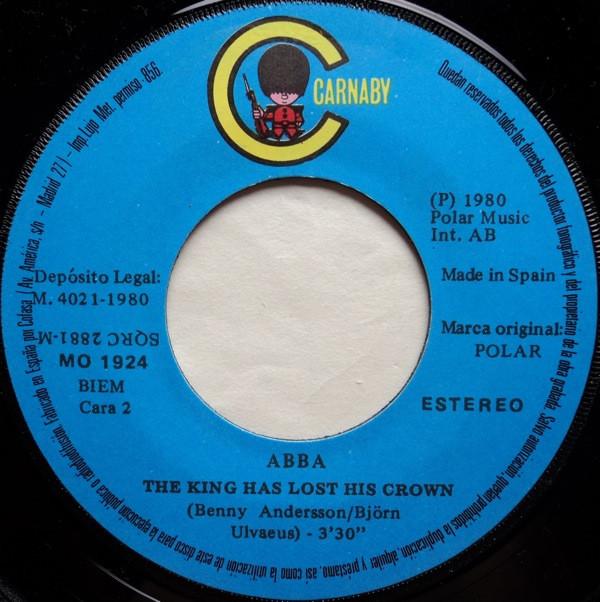 CARNABY
(P) 1980
Polar Music
Int. AB
Depósito Legal:
M. 4021-1980
Made in Spain
SQRC 2881-M
MO 1924
BIEM
Cara 2
Marca original:
POLAR
ESTEREO
ABBA
THE KING HAS LOST HIS CROWN
(Benny Andersson/Björn
Ulvaeus) - 3'30”
Quedan reservados todos los derechos del productor fonográfico y del propietario de la obra grabada. Salvo autorización, quedan prohibidos la duplicación, alquiler y préstamo, así como la utilización de este disco para la ejecución pública o radiodifusión. Fabricado en España por Colasa / Av. América, s/n - Madrid 27 / - Imp. Lujo Met. permiso -856